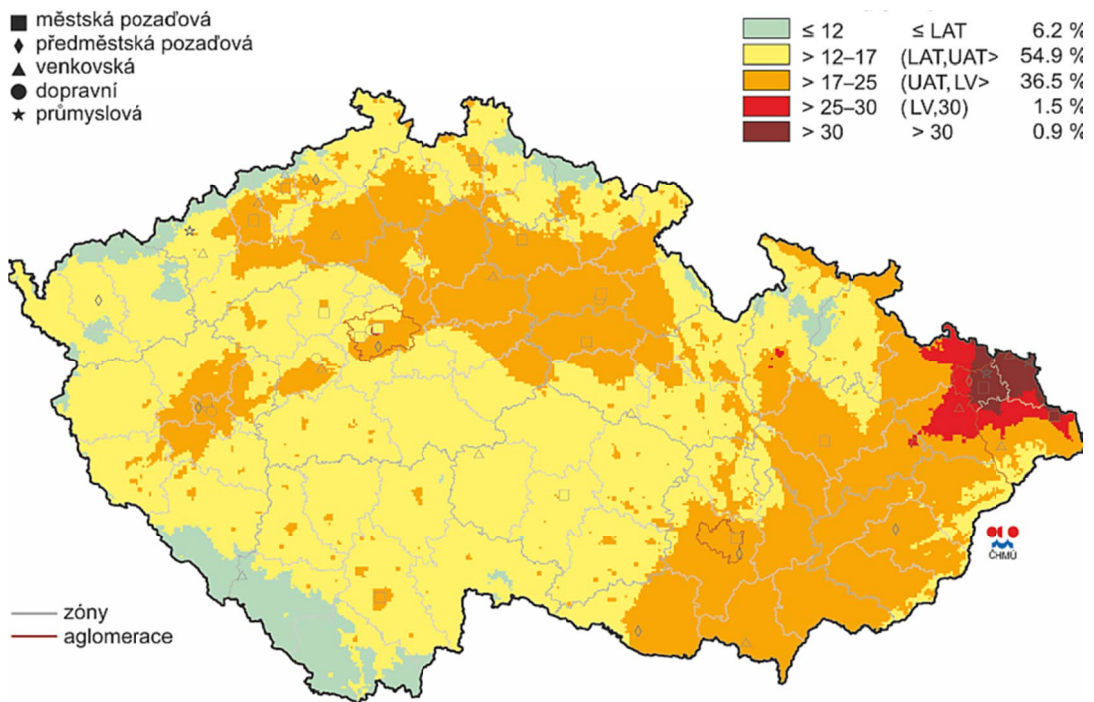 městská pozaďová
předměstská pozaďová
venkovská
dopravní
průmyslová
≤ 12 ≤ LAT 6.2 %
> 12–17 (LAT,UAT> 54.9 %
> 17–25 (UAT,LV> 36.5 %
> 25–30 (LV,30) 1.5 %
> 30 > 30 0.9 %
ČHMÚ
zóny
aglomerace